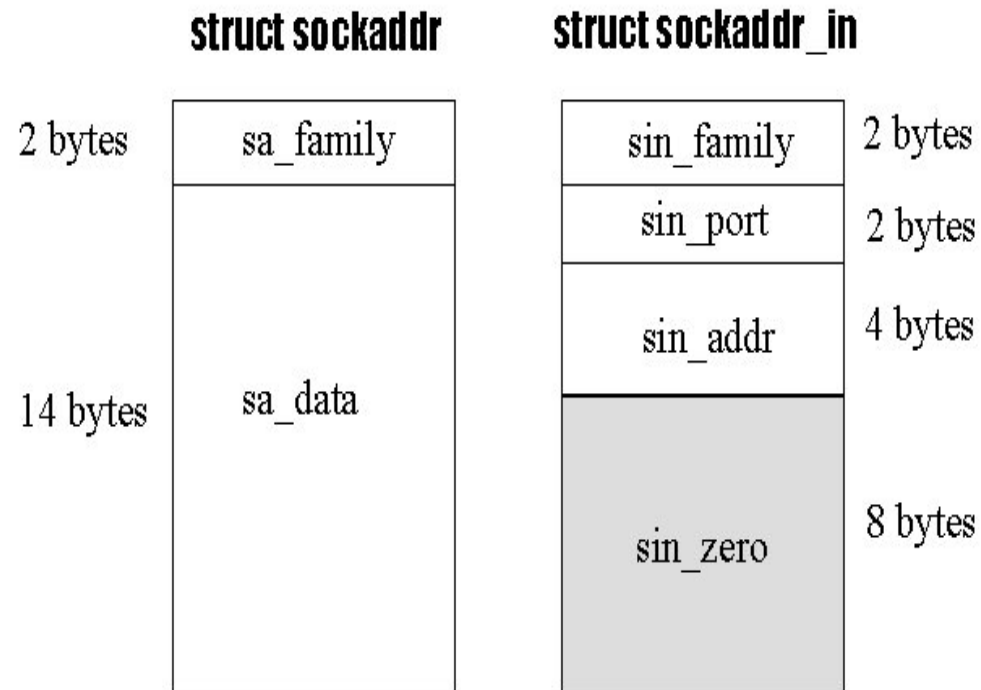 struct sockaddr
struct sockaddr_in
2 bytes
sa_family
sin_family
2 bytes
sin_port
2 bytes
sin_addr
4 bytes
14 bytes
sa_data
sin_zero
8 bytes